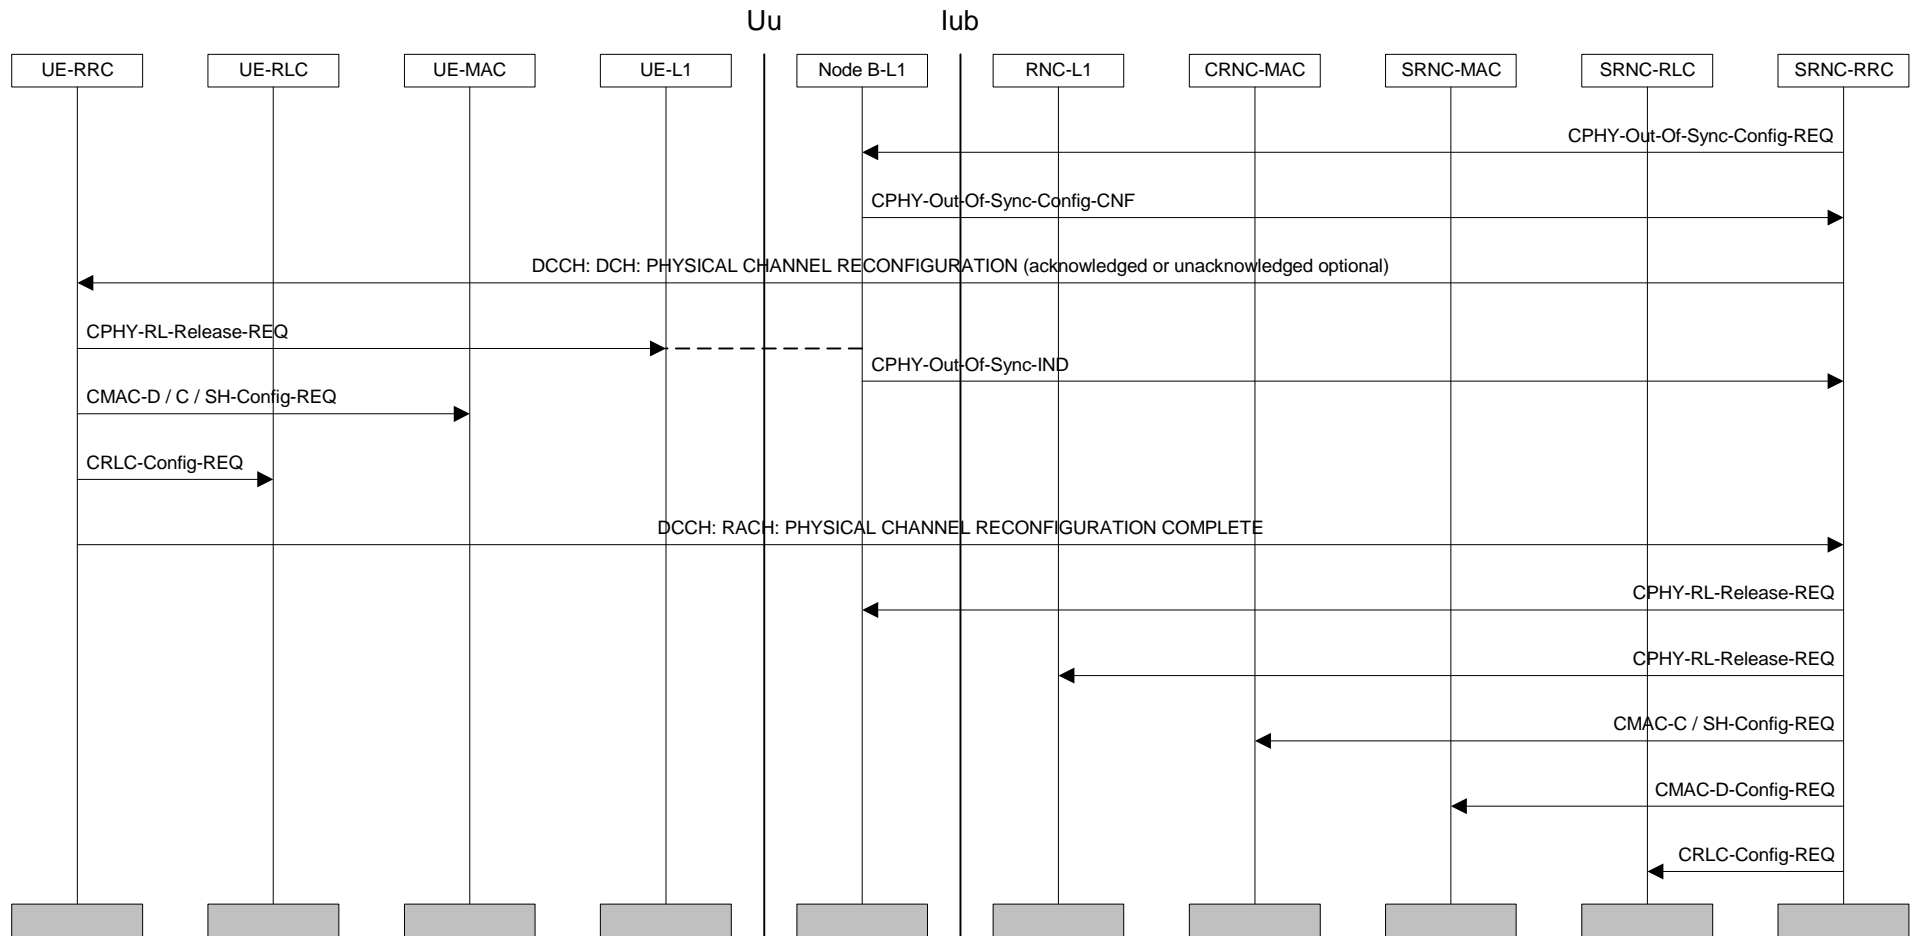 Uu
Iub
UE-RRC
UE-RLC
UE-MAC
UE-L1
Node B-L1
RNC-L1
CRNC-MAC
SRNC-MAC
SRNC-RLC
SRNC-RRC
CPHY-Out-Of-Sync-Config-REQ
CPHY-Out-Of-Sync-Config-CNF
DCCH: DCH: PHYSICAL CHANNEL RECONFIGURATION (acknowledged or unacknowledged optional)
CPHY-RL-Release-REQ
CPHY-Out-Of-Sync-IND
CMAC-D / C / SH-Config-REQ
CRLC-Config-REQ
DCCH: RACH: PHYSICAL CHANNEL RECONFIGURATION COMPLETE
CPHY-RL-Release-REQ
CPHY-RL-Release-REQ
CMAC-C / SH-Config-REQ
CMAC-D-Config-REQ
CRLC-Config-REQ